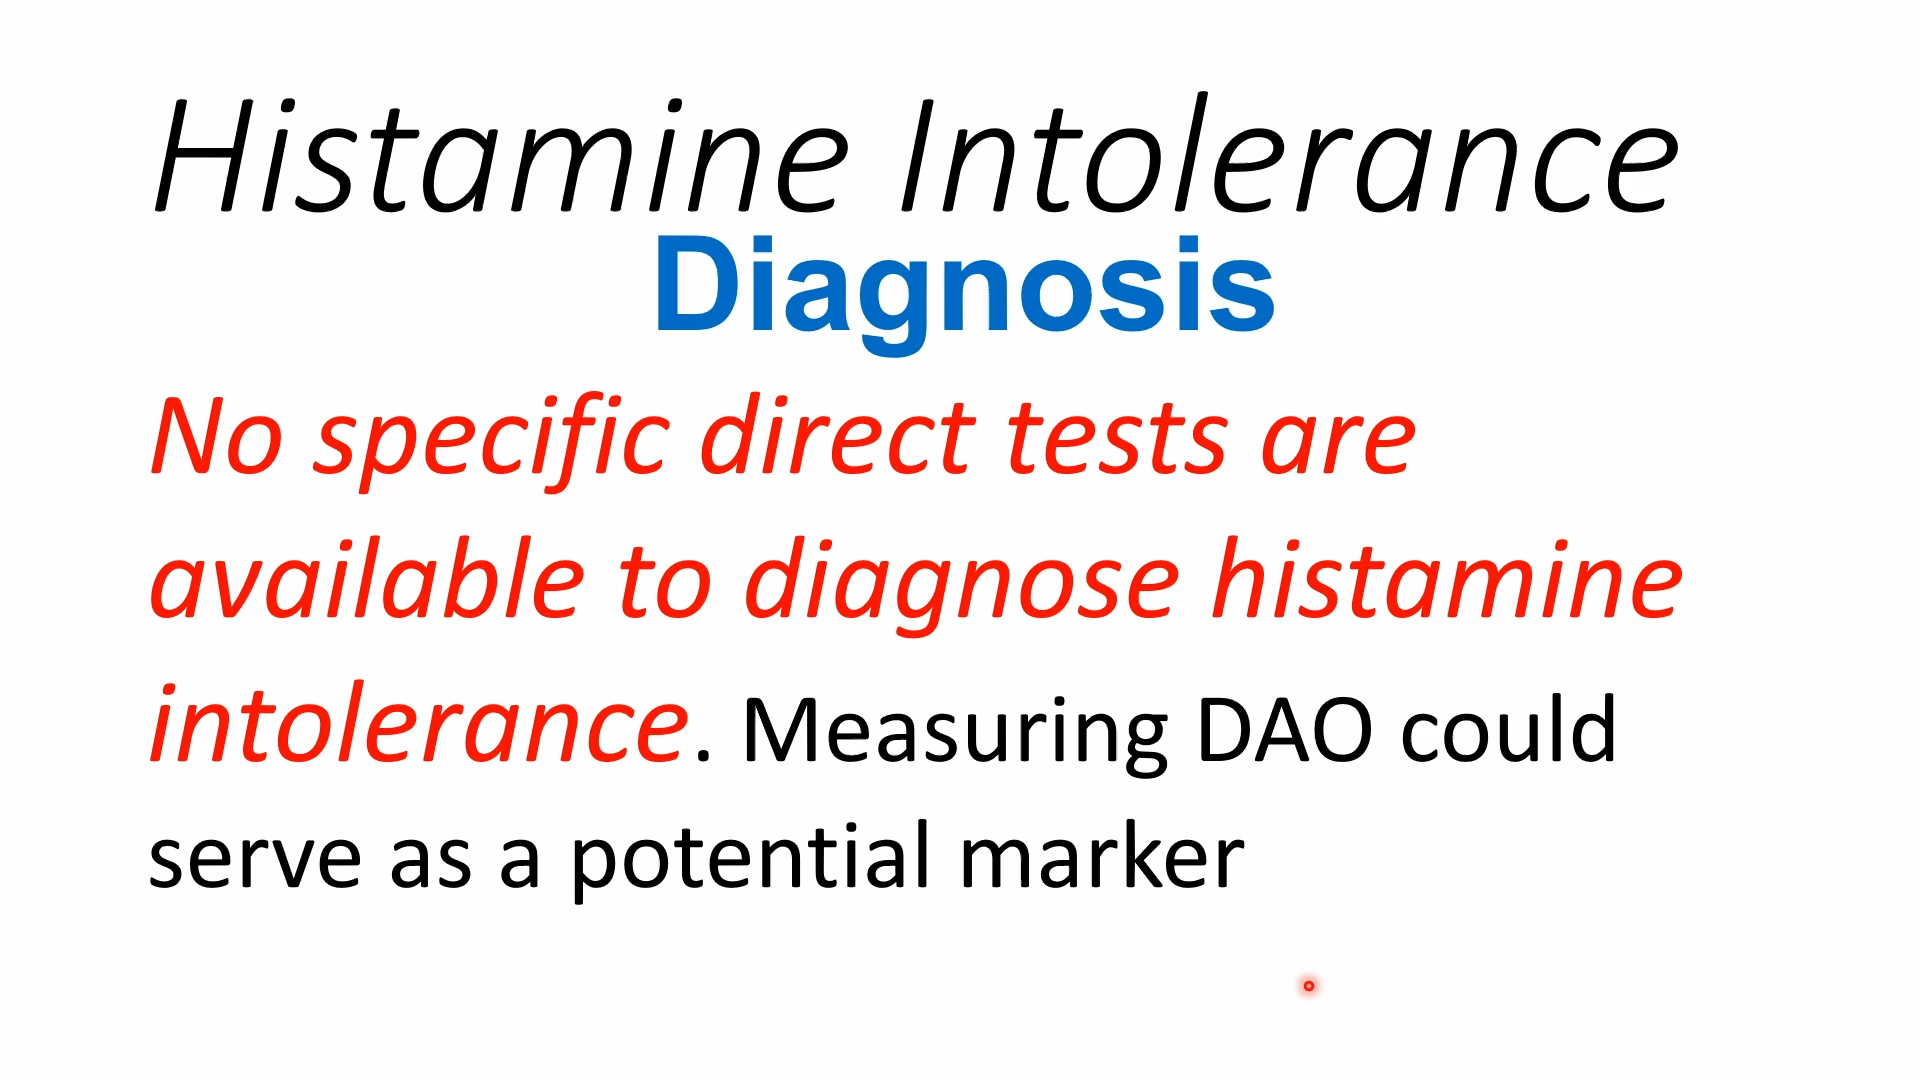 Histamine Intolerance
Diagnosis
No specific direct tests are
available to diagnose histamine
intolerance. Measuring DAO could
serve as a potential marker